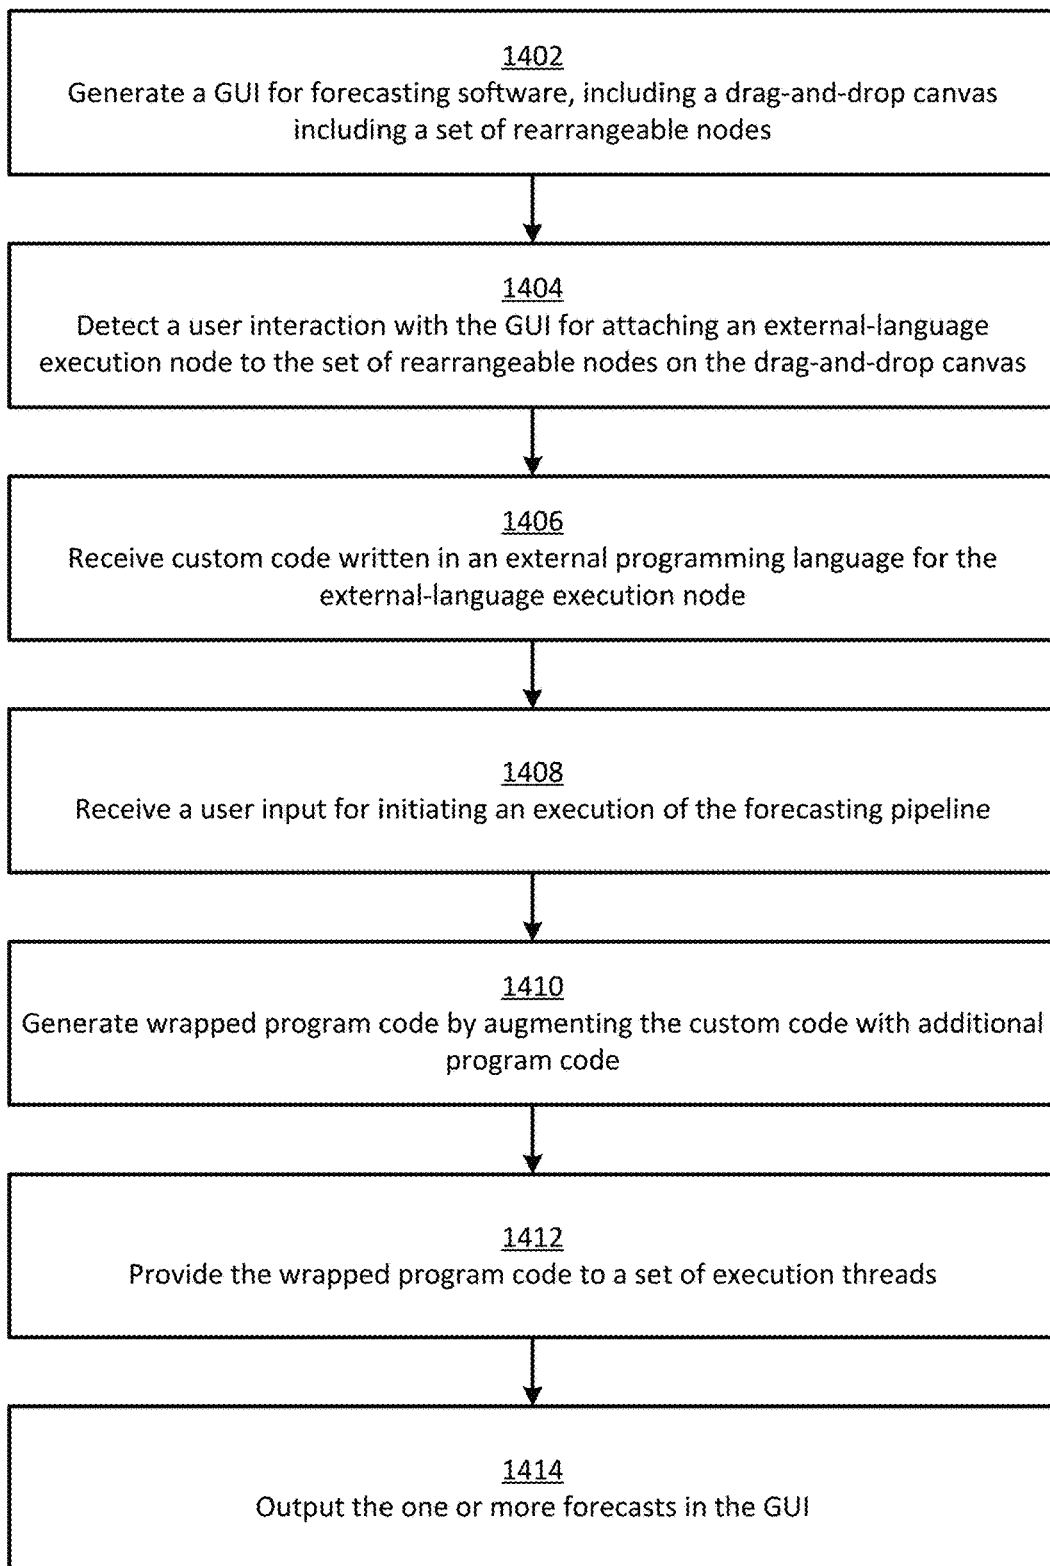 1402
Generate a GUI for forecasting software, including a drag-and-drop canvas
including a set of rearrangeable nodes
1404
Detect a user interaction with the GUI for attaching an external-language
execution node to the set of rearrangeable nodes on the drag-and-drop canvas
1406
Receive custom code written in an external programming language for the
external-language execution node
1408
Receive a user input for initiating an execution of the forecasting pipeline
1410
Generate wrapped program code by augmenting the custom code with additional
program code
1412
Provide the wrapped program code to a set of execution threads
1414
Output the one or more forecasts in the GUI